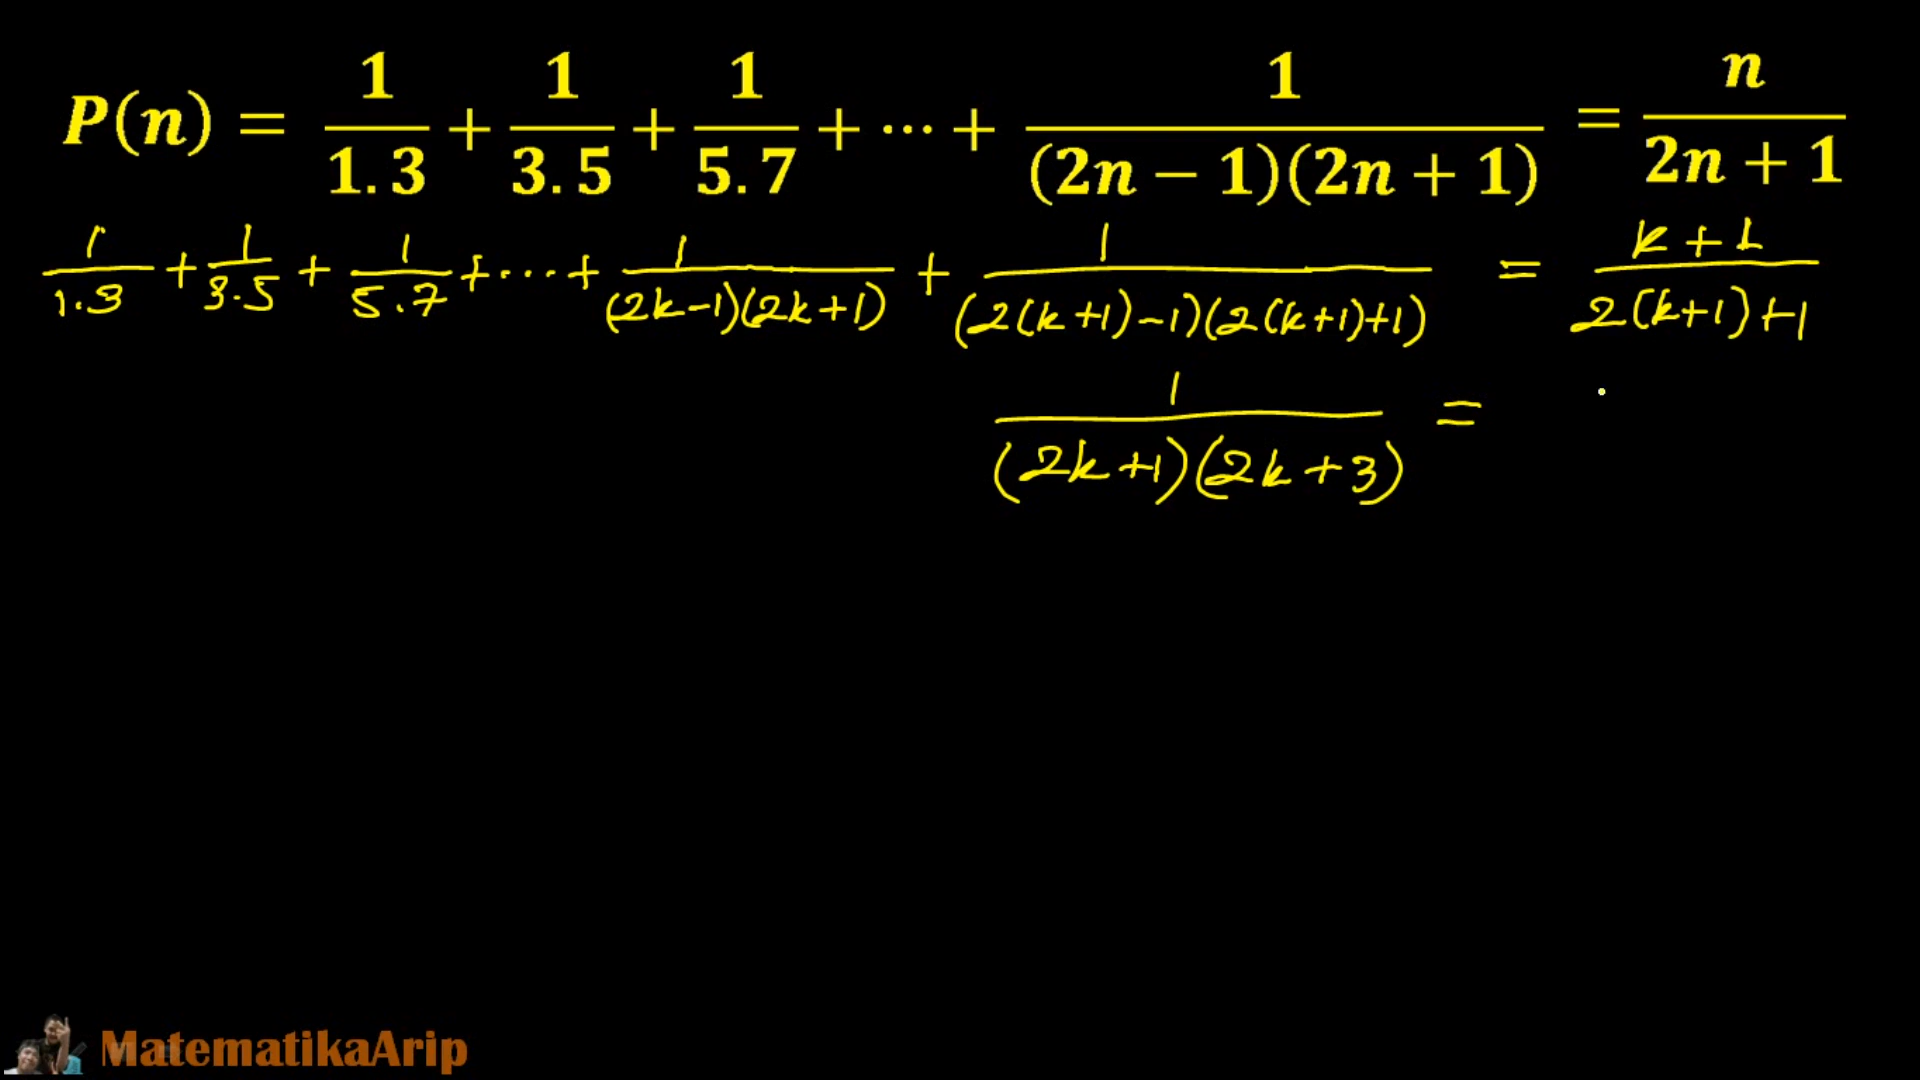 P(n) = 1/1.3 + 1/3.5 + 1/5.7 + ⋯ + 1/(2n − 1)(2n + 1) = n/2n + 1
1/1.3 + 1/3.5 + 1/5.7 + ⋯ + 1/(2k-1)(2k+1) + 1/(2(k+1)-1)(2(k+1)+1) = k+1/2(k+1)+1
1/(2k+1)(2k+3) =
MatematikaArip